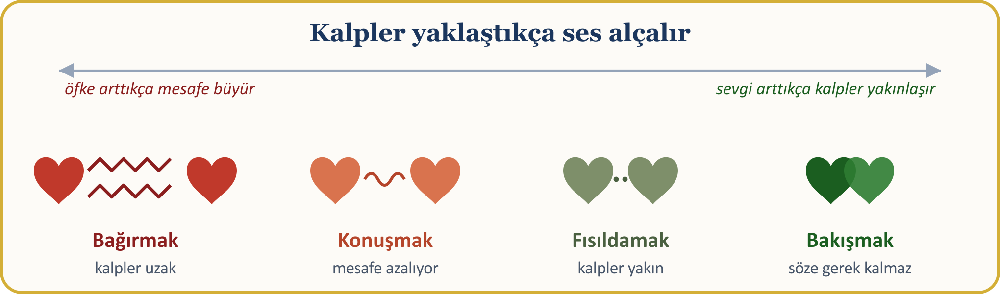 Kalpler yaklaştıkça ses alçalır
öfke arttıkça mesafe büyür
sevgi arttıkça kalpler yakınlaşır
Bağırmak
kalpler uzak
Konuşmak
mesafe azalıyor
Fısıldamak
kalpler yakın
Bakışmak
söze gerek kalmaz